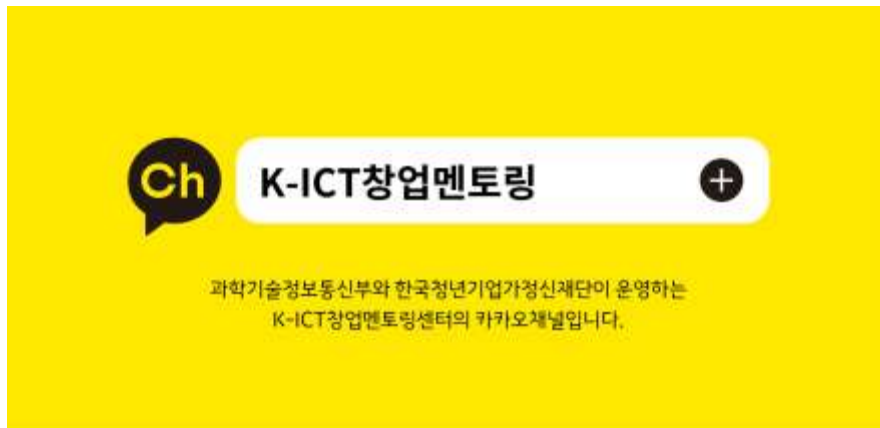 Ch
K-ICT창업멘토링
과학기술정보통신부와 한국청년기업가정신재단이 운영하는
K-ICT창업멘토링센터의 카카오채널입니다.